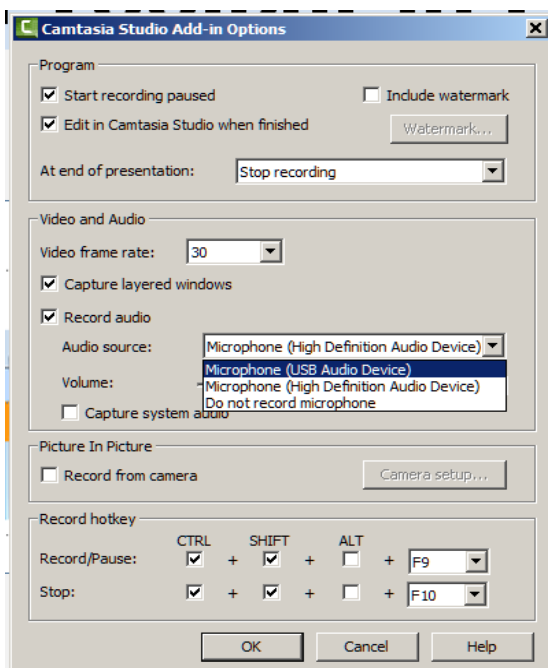 Camtasia Studio Add-in Options
Program
Start recording paused
Include watermark
Edit in Camtasia Studio when finished
Watermark...
At end of presentation: Stop recording
Video and Audio
Video frame rate: 30
Capture layered windows
Record audio
Audio source: Microphone (High Definition Audio Device)
Microphone (USB Audio Device)
Volume: Microphone (High Definition Audio Device)
Do not record microphone
Capture system audio
Picture In Picture
Record from camera
Camera setup...
Record hotkey
CTRL SHIFT ALT
Record/Pause: + + + F9
Stop: + + + F10
OK Cancel Help